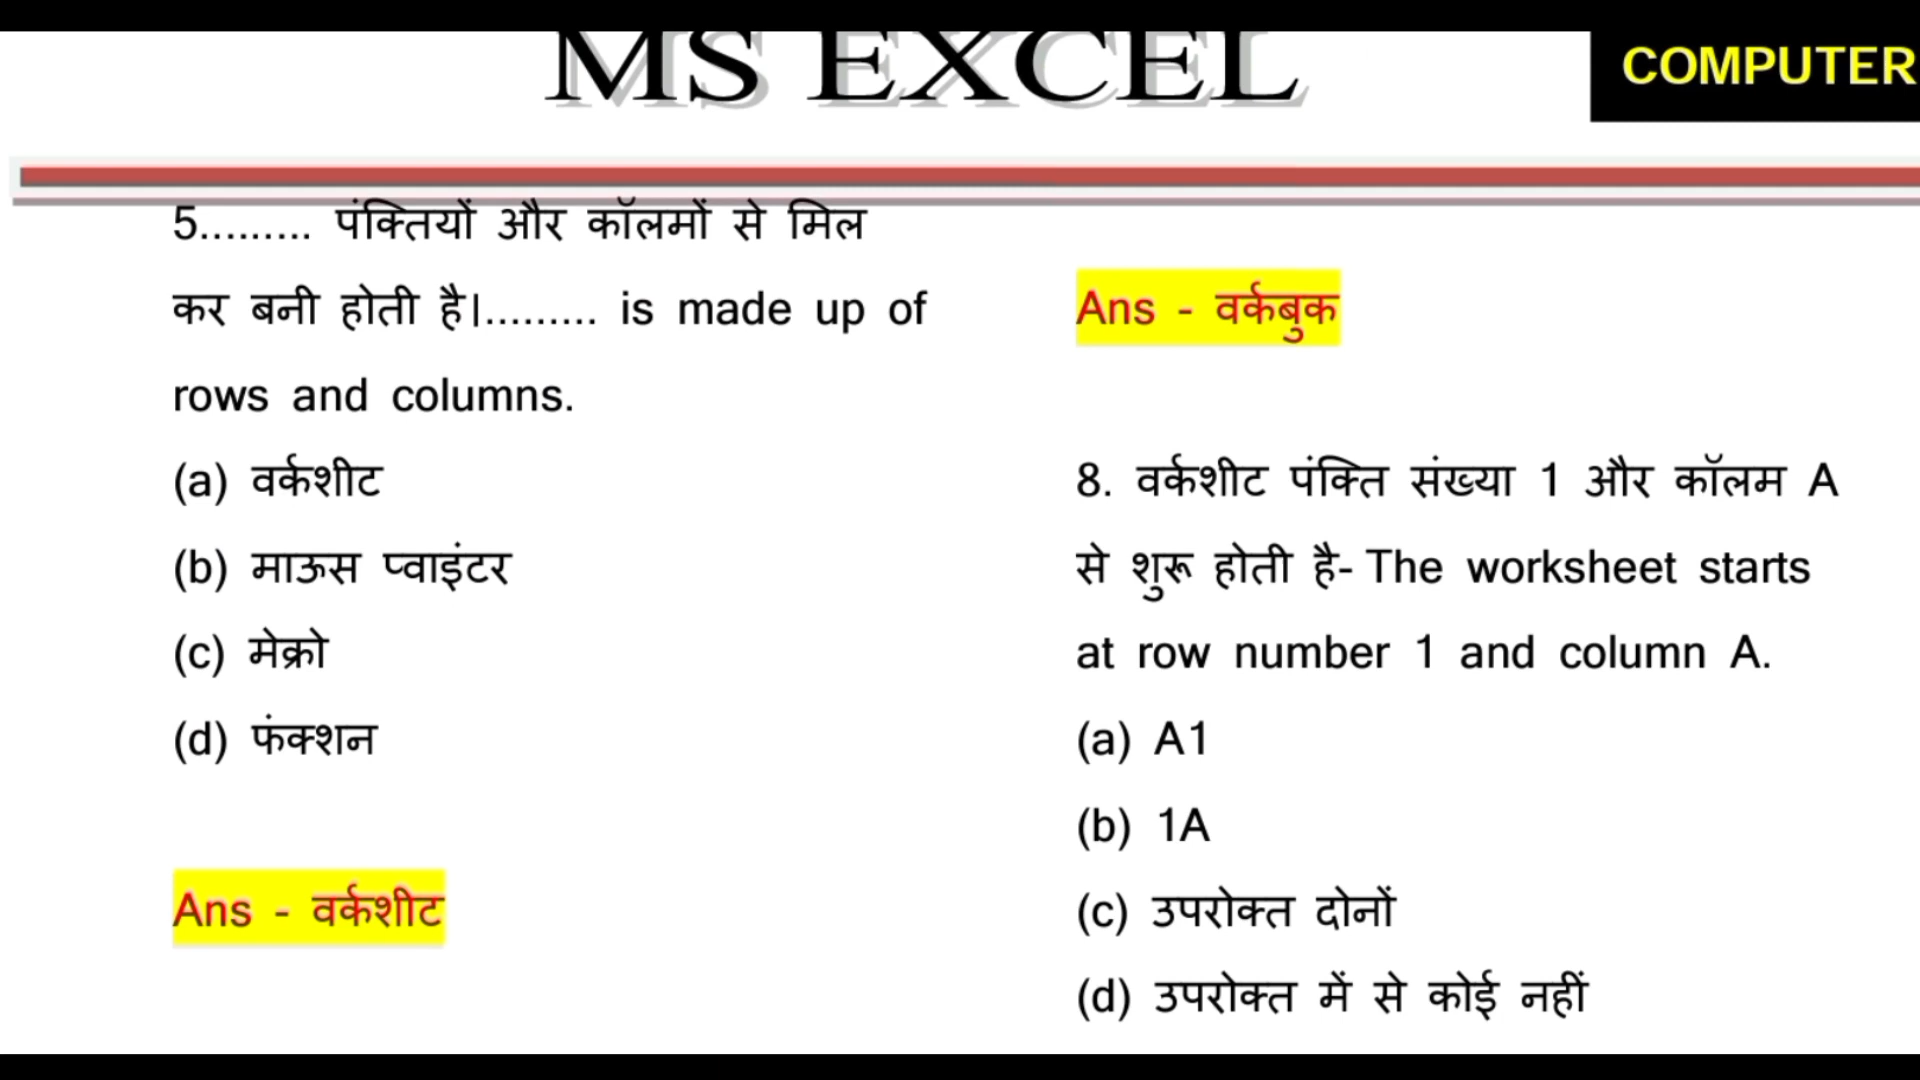 MS EXCEL
COMPUTER
5......... पंक्तियों और कॉलमों से मिल
कर बनी होती है।......... is made up of
rows and columns.
(a) वर्कशीट
(b) माऊस प्वाइंटर
(c) मेक्रो
(d) फंक्शन
Ans - वर्कशीट
Ans - वर्कबुक
8. वर्कशीट पंक्ति संख्या 1 और कॉलम A
से शुरू होती है- The worksheet starts
at row number 1 and column A.
(a) A1
(b) 1A
(c) उपरोक्त दोनों
(d) उपरोक्त में से कोई नहीं